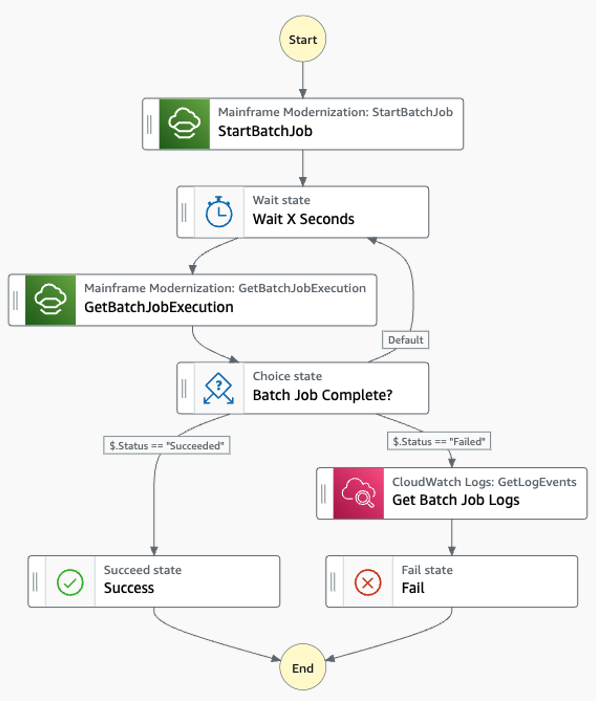 Start
Mainframe Modernization: StartBatchJob
StartBatchJob
Wait state
Wait X Seconds
Mainframe Modernization: GetBatchJobExecution
GetBatchJobExecution
Default
Choice state
Batch Job Complete?
$.Status == "Succeeded"
$.Status == "Failed"
CloudWatch Logs: GetLogEvents
Get Batch Job Logs
Succeed state
Success
Fail state
Fail
End